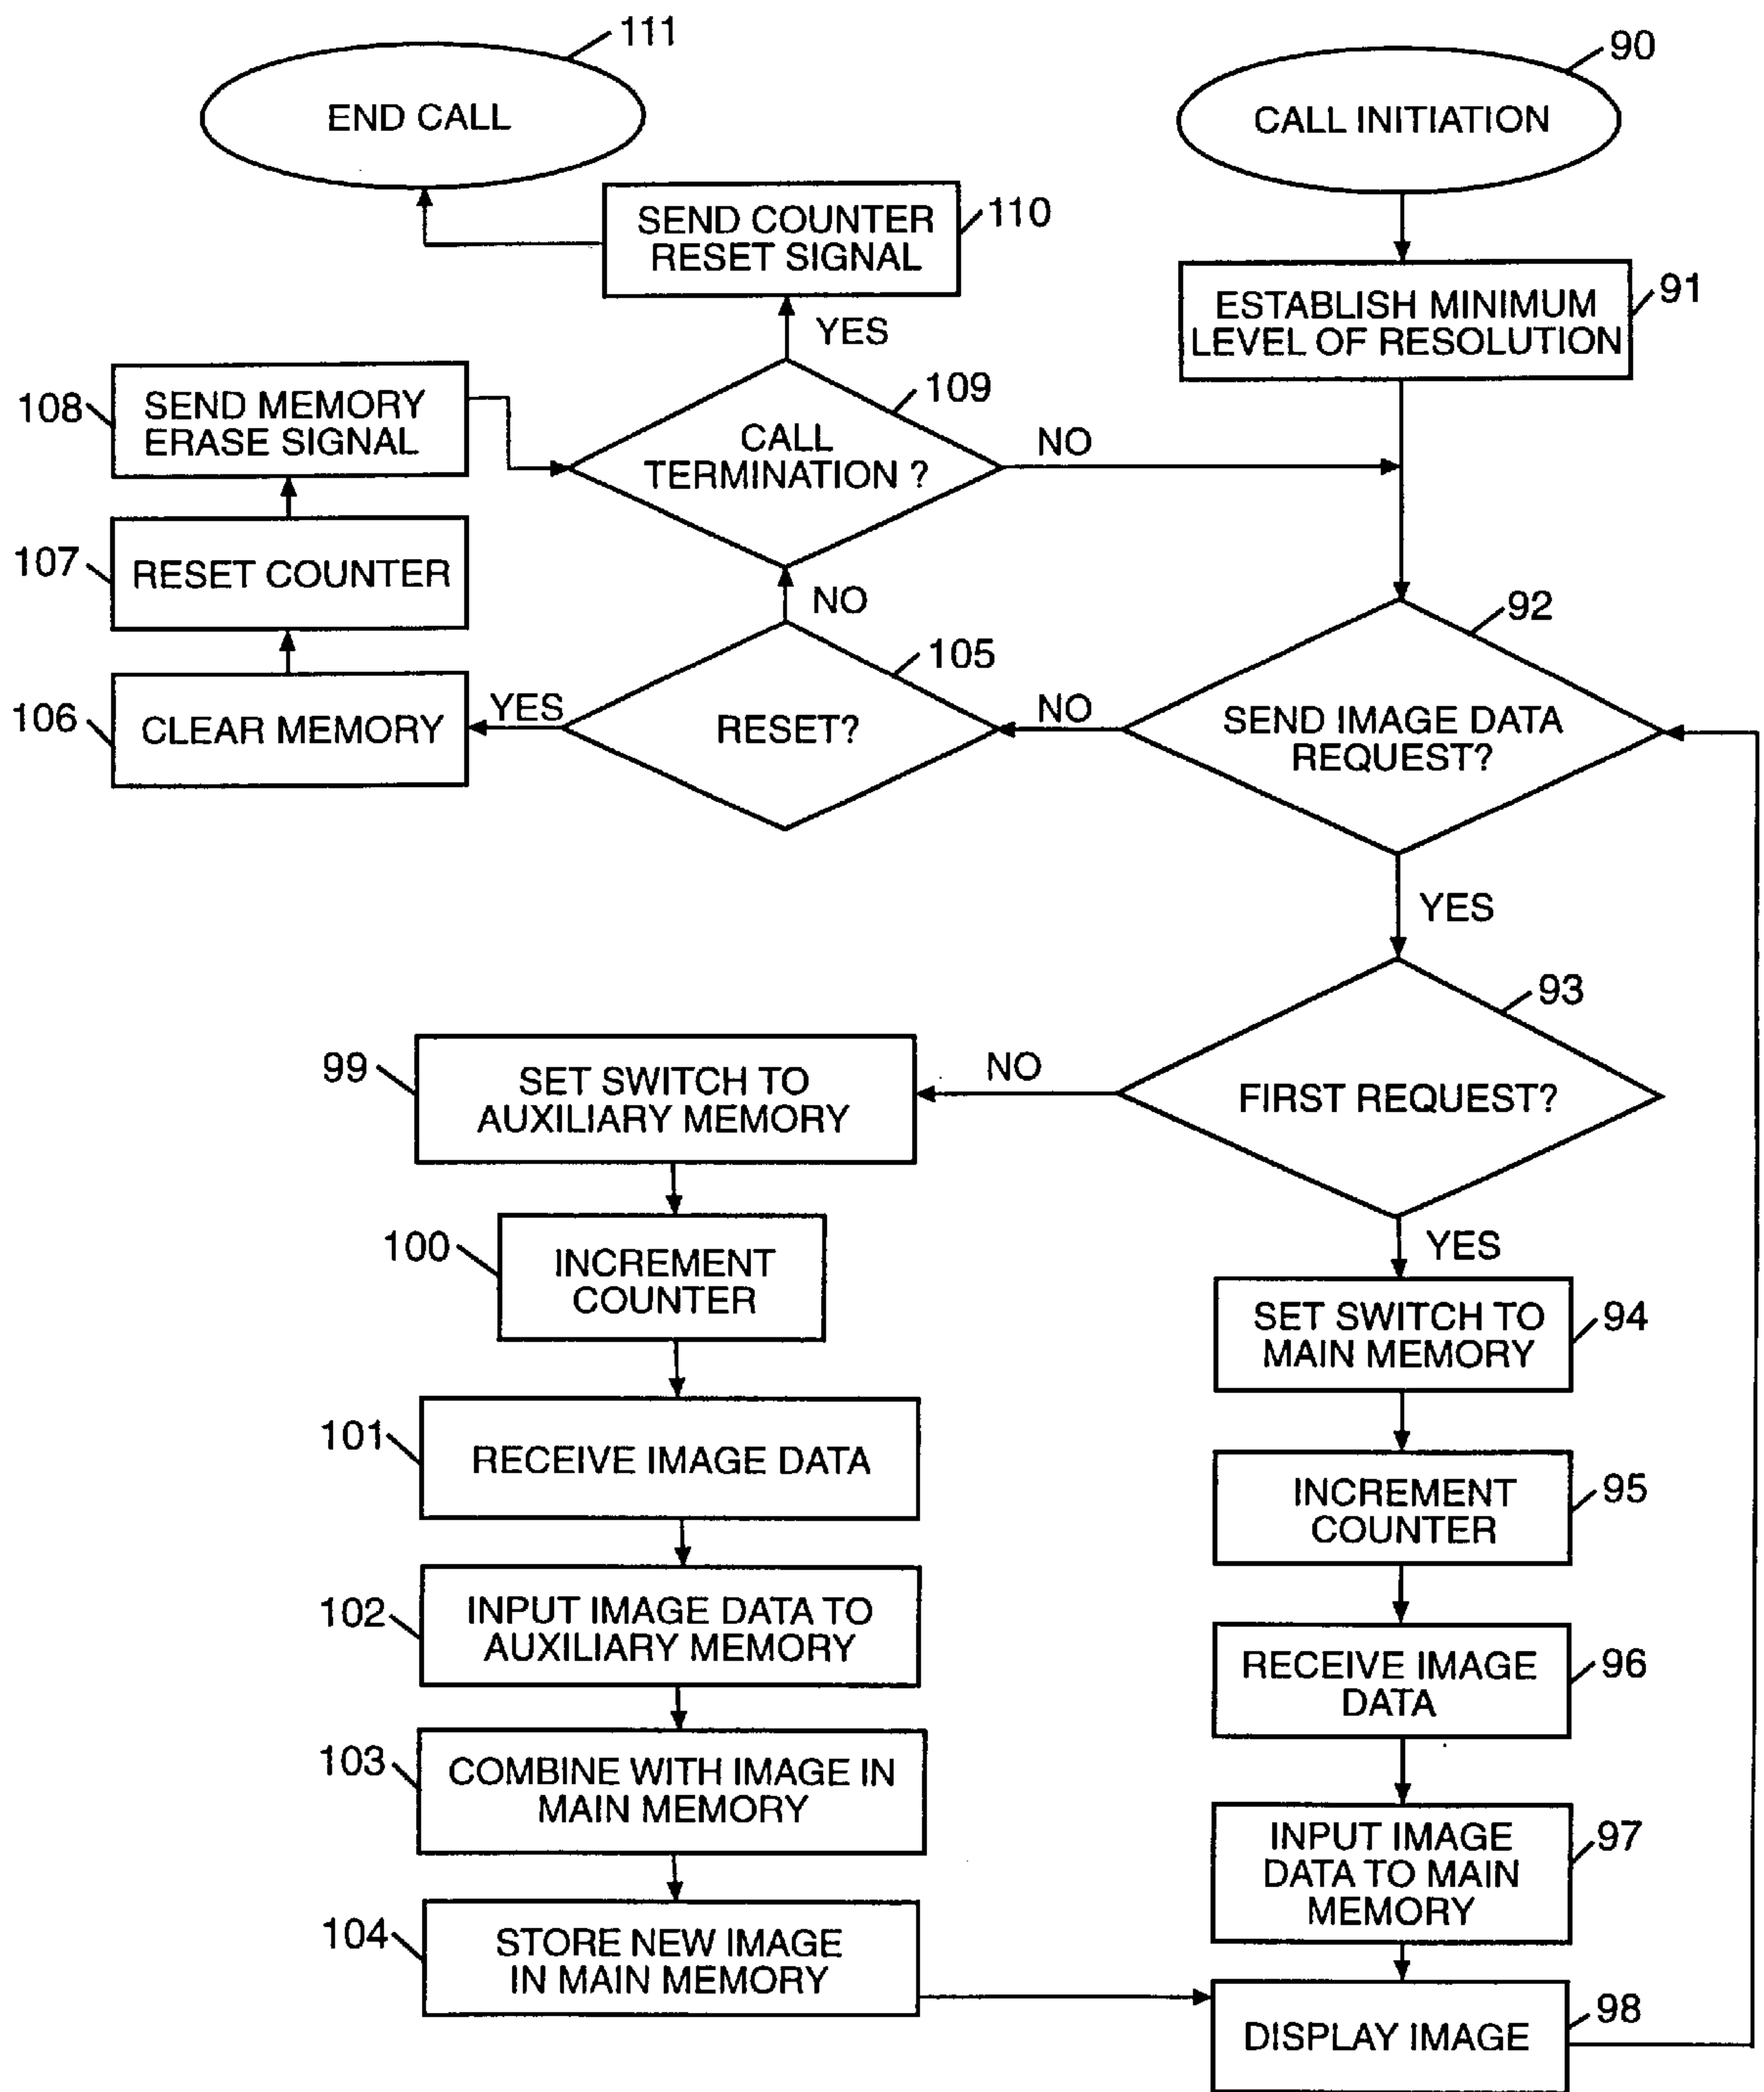 111
END CALL
90
CALL INITIATION
SEND COUNTER
RESET SIGNAL
110
ESTABLISH MINIMUM
LEVEL OF RESOLUTION
91
YES
108
SEND MEMORY
ERASE SIGNAL
109
CALL
TERMINATION ?
NO
107
RESET COUNTER
NO
92
106
CLEAR MEMORY
YES
105
RESET?
NO
SEND IMAGE DATA
REQUEST?
YES
93
FIRST REQUEST?
NO
99
SET SWITCH TO
AUXILIARY MEMORY
YES
100
INCREMENT
COUNTER
SET SWITCH TO
MAIN MEMORY
94
101
RECEIVE IMAGE DATA
INCREMENT
COUNTER
95
102
INPUT IMAGE DATA TO
AUXILIARY MEMORY
RECEIVE IMAGE
DATA
96
103
COMBINE WITH IMAGE IN
MAIN MEMORY
INPUT IMAGE
DATA TO MAIN
MEMORY
97
104
STORE NEW IMAGE
IN MAIN MEMORY
DISPLAY IMAGE
98